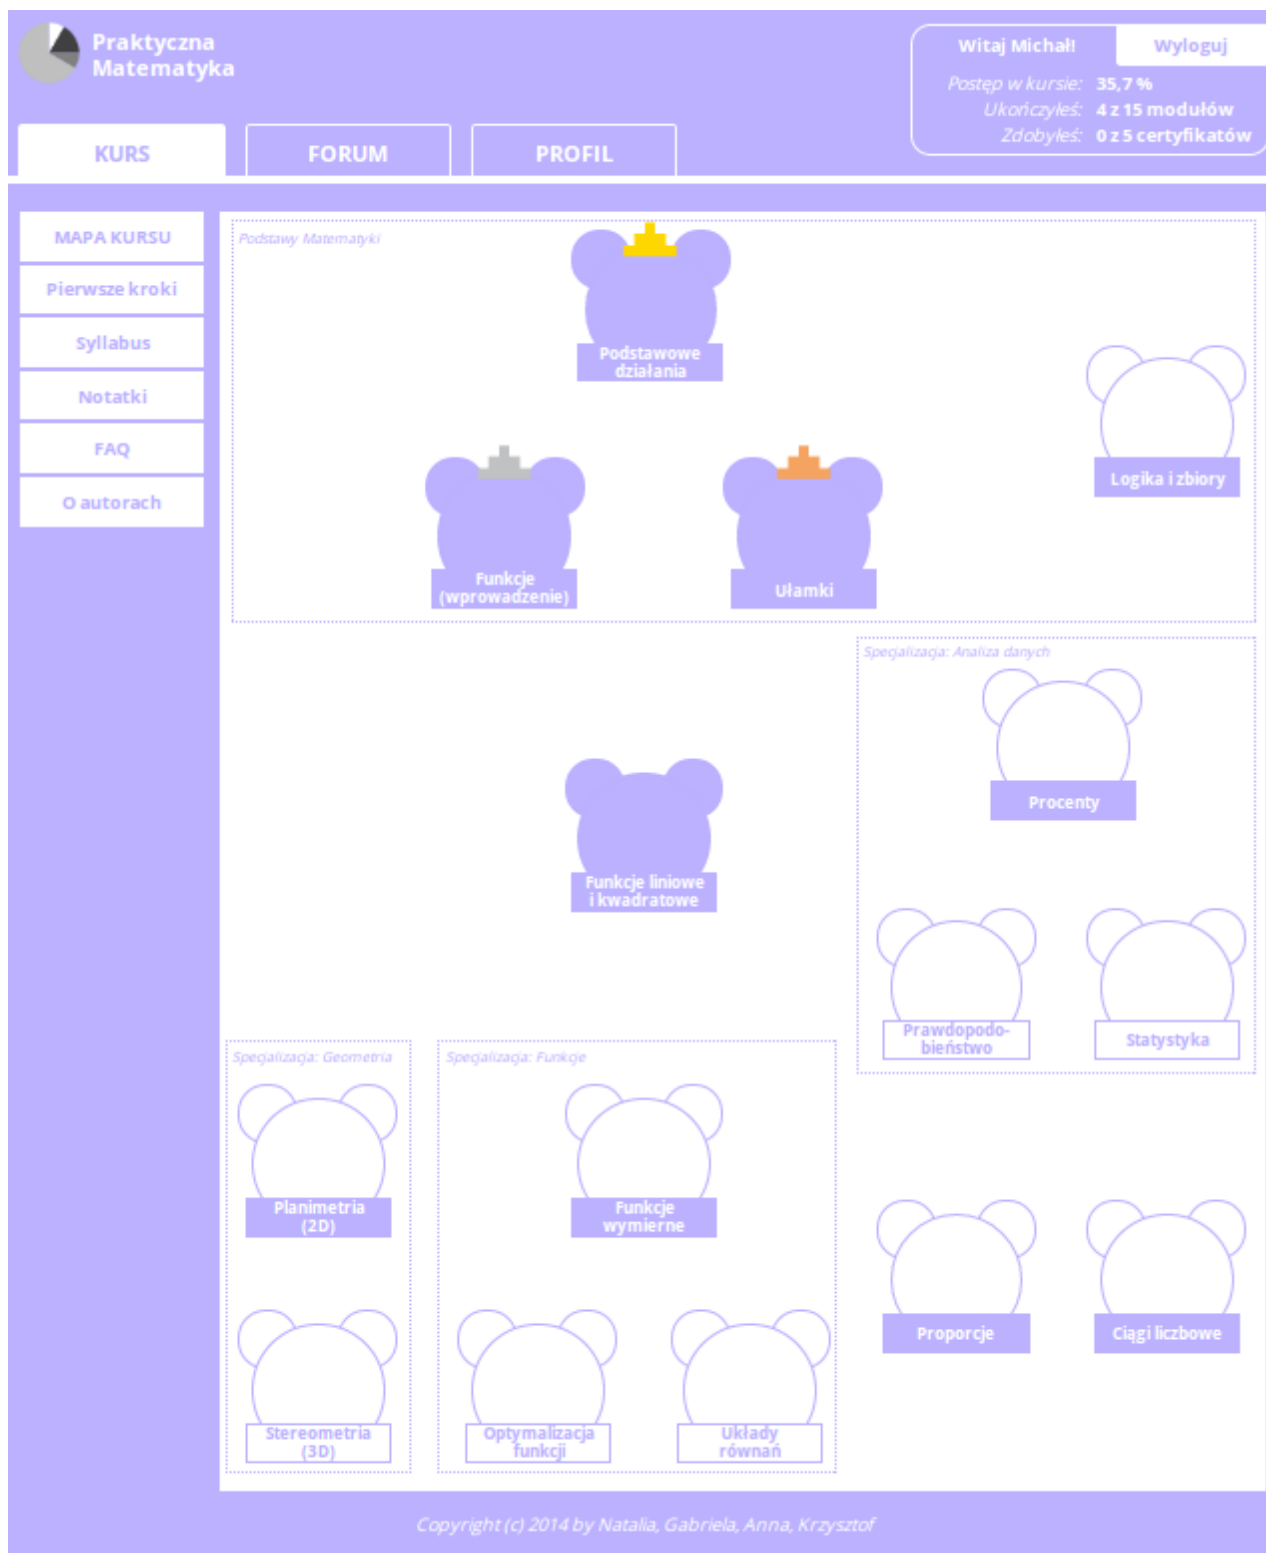 Praktyczna
Matematyka
Witaj Michał!
Wyloguj
Postęp w kursie: 35,7 %
Ukończyłeś: 4 z 15 modułów
Zdobyłeś: 0 z 5 certyfikatów
KURS
FORUM
PROFIL
MAPA KURSU
Pierwsze kroki
Syllabus
Notatki
FAQ
O autorach
Podstawy Matematyki
Podstawowe
działania
Logika i zbiory
Funkcje
(wprowadzenie)
Ułamki
Specjalizacja: Analiza danych
Procenty
Funkcje liniowe
i kwadratowe
Prawdopodo-
bieństwo
Statystyka
Specjalizacja: Geometria
Planimetria
(2D)
Stereometria
(3D)
Specjalizacja: Funkcje
Funkcje
wymierne
Optymalizacja
funkcji
Układy
równań
Proporcje
Ciągi liczbowe
Copyright (c) 2014 by Natalia, Gabriela, Anna, Krzysztof